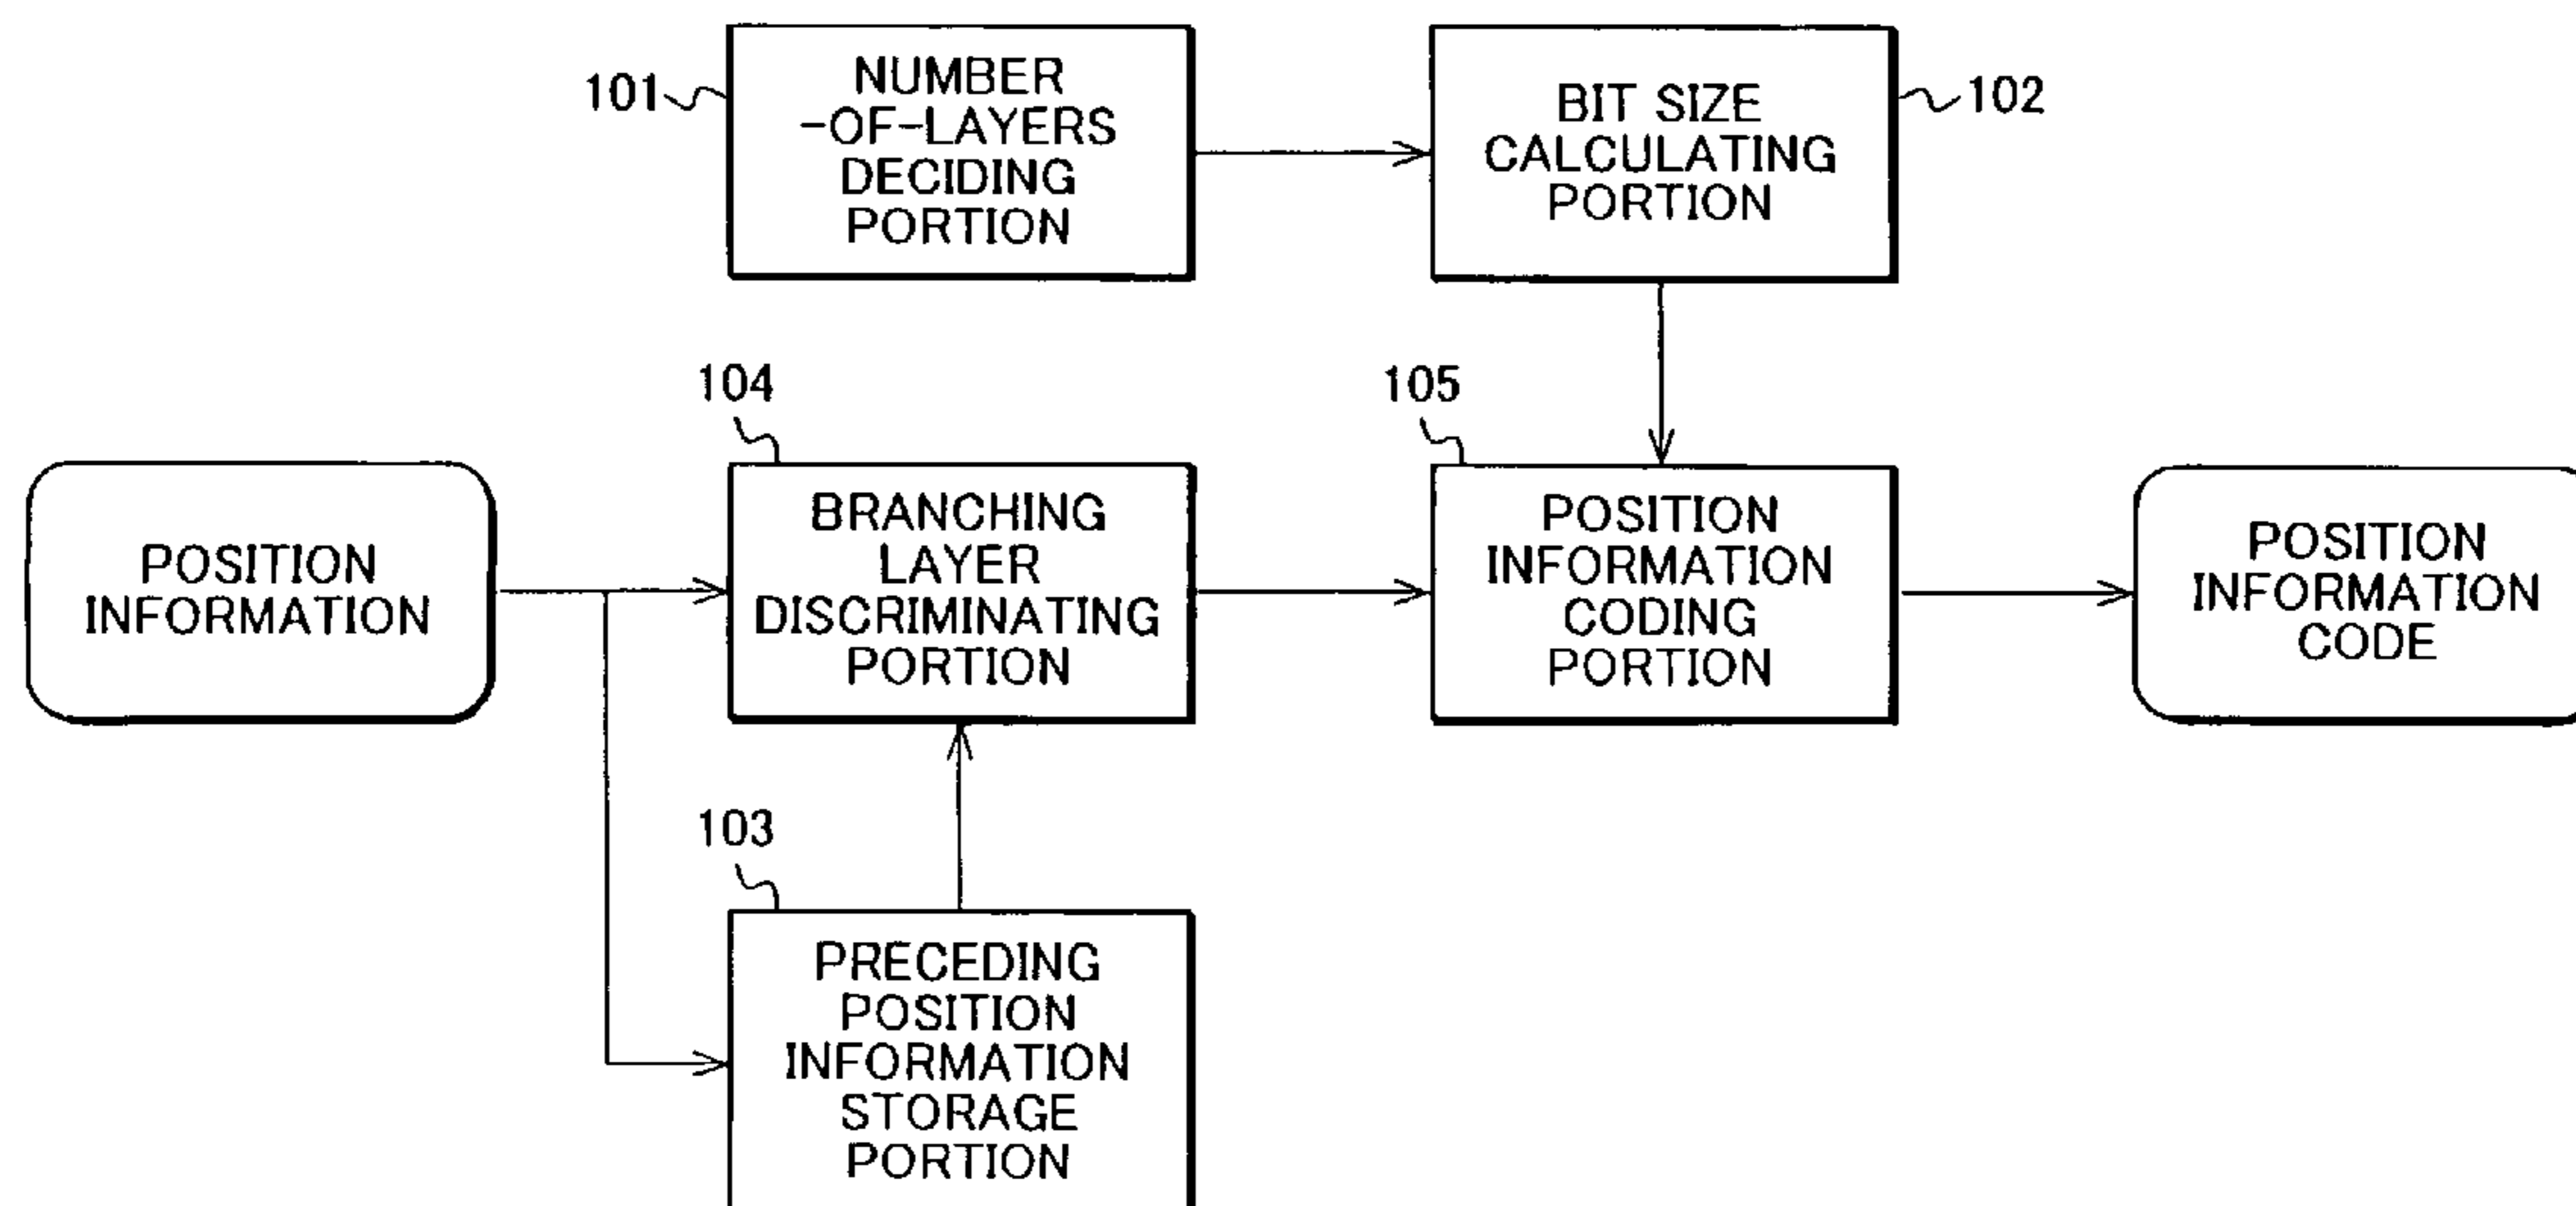 101
NUMBER
-OF-LAYERS
DECIDING
PORTION
BIT SIZE
CALCULATING
PORTION
102
POSITION
INFORMATION
104
BRANCHING
LAYER
DISCRIMINATING
PORTION
105
POSITION
INFORMATION
CODING
PORTION
POSITION
INFORMATION
CODE
103
PRECEDING
POSITION
INFORMATION
STORAGE
PORTION